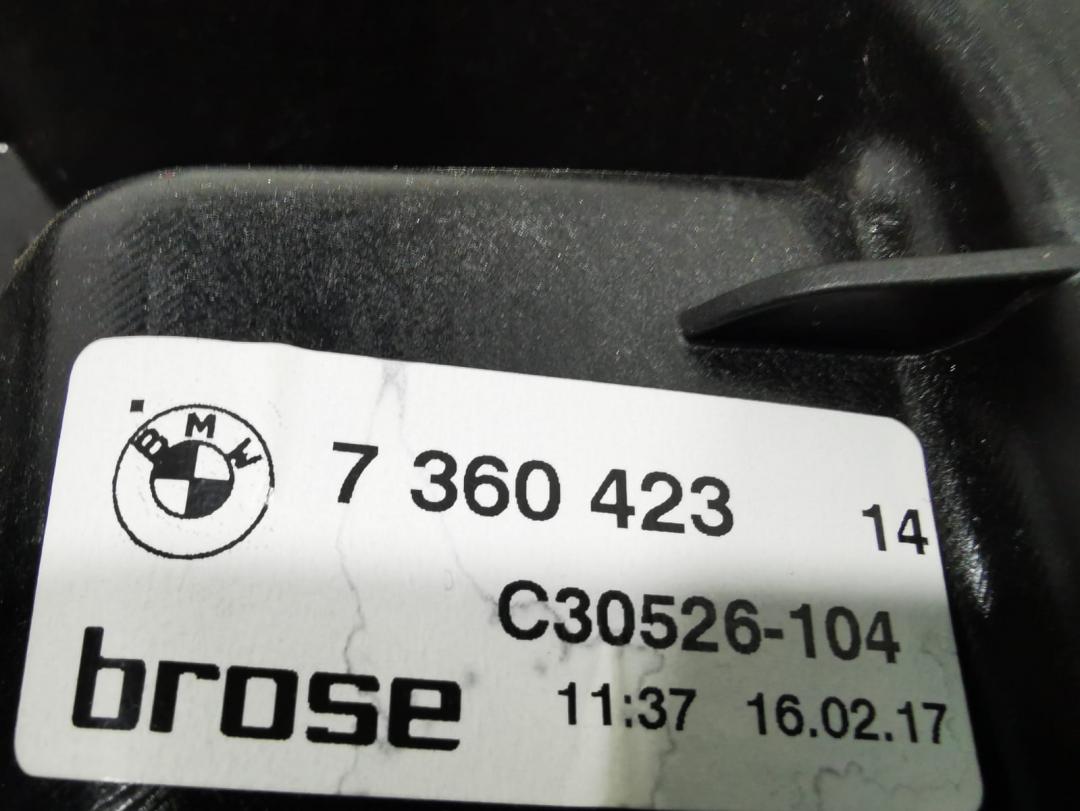 BMW
7 360 423
14
C30526-104
brose
11:37 16.02.17